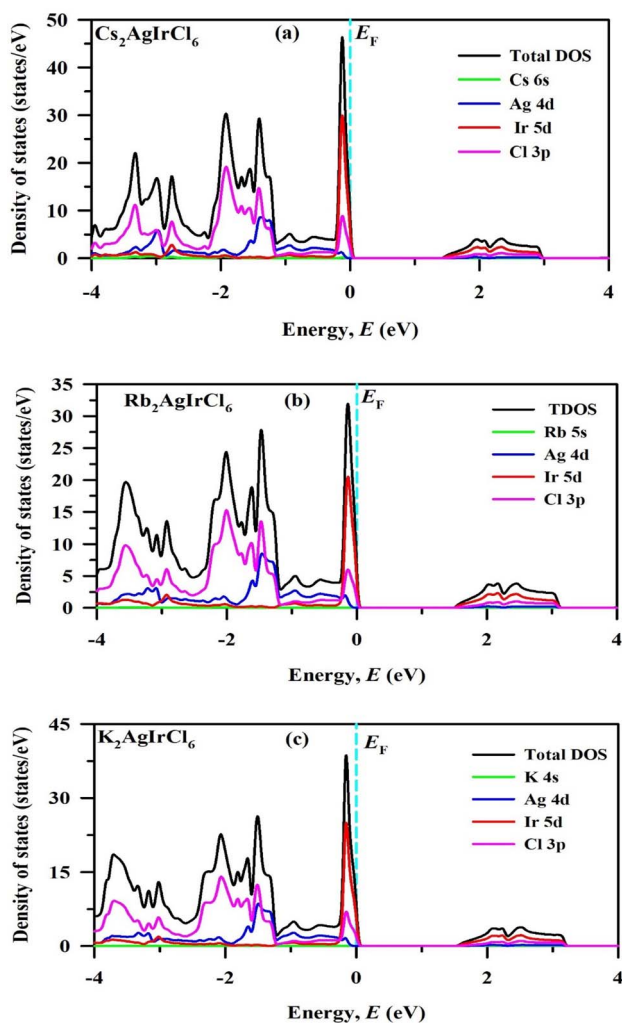 Cs₂AgIrCl₆ (a) E_F
Total DOS
Cs 6s
Ag 4d
Ir 5d
Cl 3p
Density of states (states/eV)
50
40
30
20
10
0
-4 -2 0 2 4
Energy, E (eV)
Rb₂AgIrCl₆ (b) E_F
TDOS
Rb 5s
Ag 4d
Ir 5d
Cl 3p
Density of states (states/eV)
35
30
25
20
15
10
5
0
-4 -2 0 2 4
Energy, E (eV)
K₂AgIrCl₆ (c) E_F
Total DOS
K 4s
Ag 4d
Ir 5d
Cl 3p
Density of states (states/eV)
45
30
15
0
-4 -2 0 2 4
Energy, E (eV)